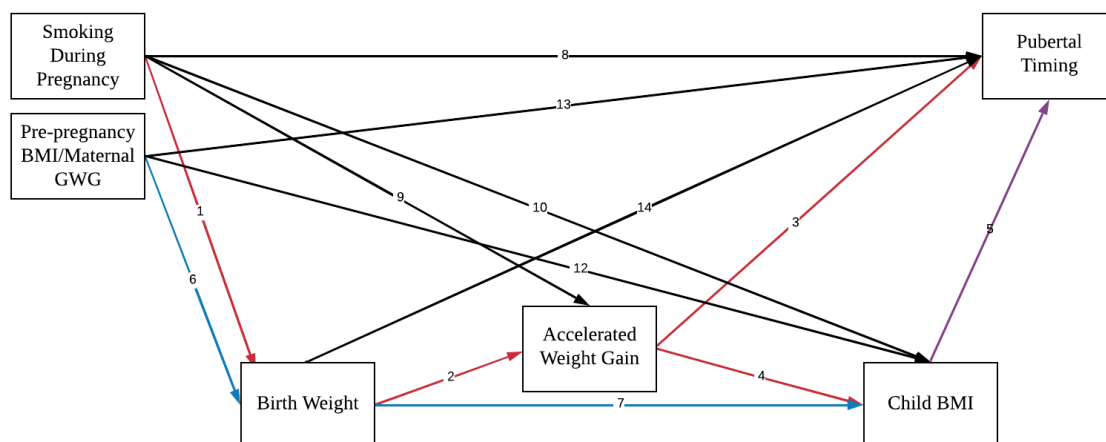 Smoking
During
Pregnancy
Pre-pregnancy
BMI/Maternal
GWG
Pubertal
Timing
8
13
1
9
10
14
3
5
6
12
Accelerated
Weight Gain
Birth Weight
2
4
7
Child BMI